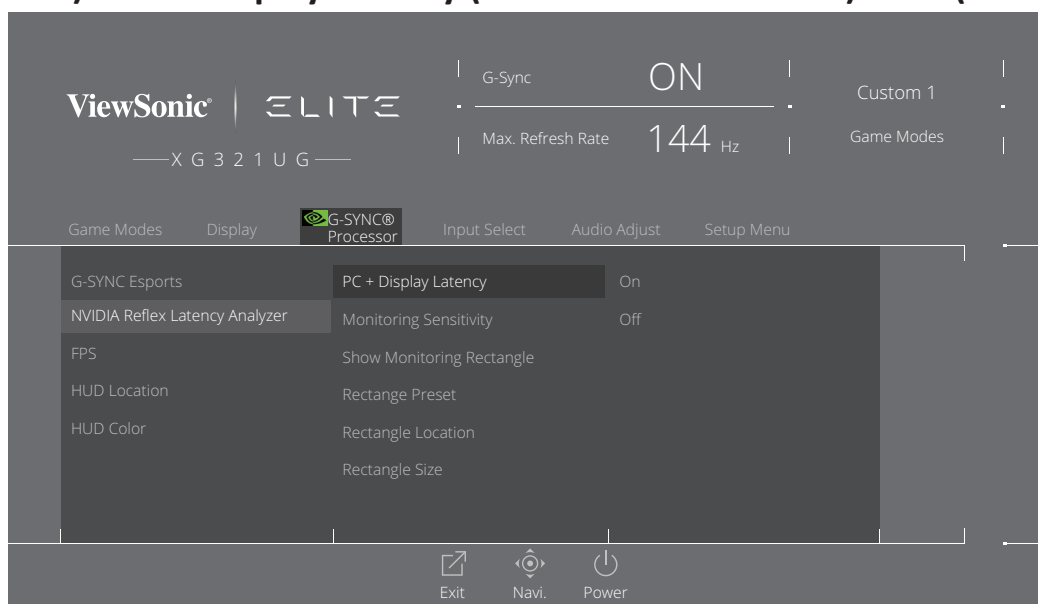 G-Sync ON
ViewSonic® ELITE
Custom 1
Max. Refresh Rate 144 Hz
Game Modes
XG321UG
Game Modes Display G-SYNC® Processor Input Select Audio Adjust Setup Menu
G-SYNC Esports PC + Display Latency On
NVIDIA Reflex Latency Analyzer Monitoring Sensitivity Off
FPS Show Monitoring Rectangle
HUD Location Rectange Preset
HUD Color Rectangle Location
Rectangle Size
Exit Navi. Power